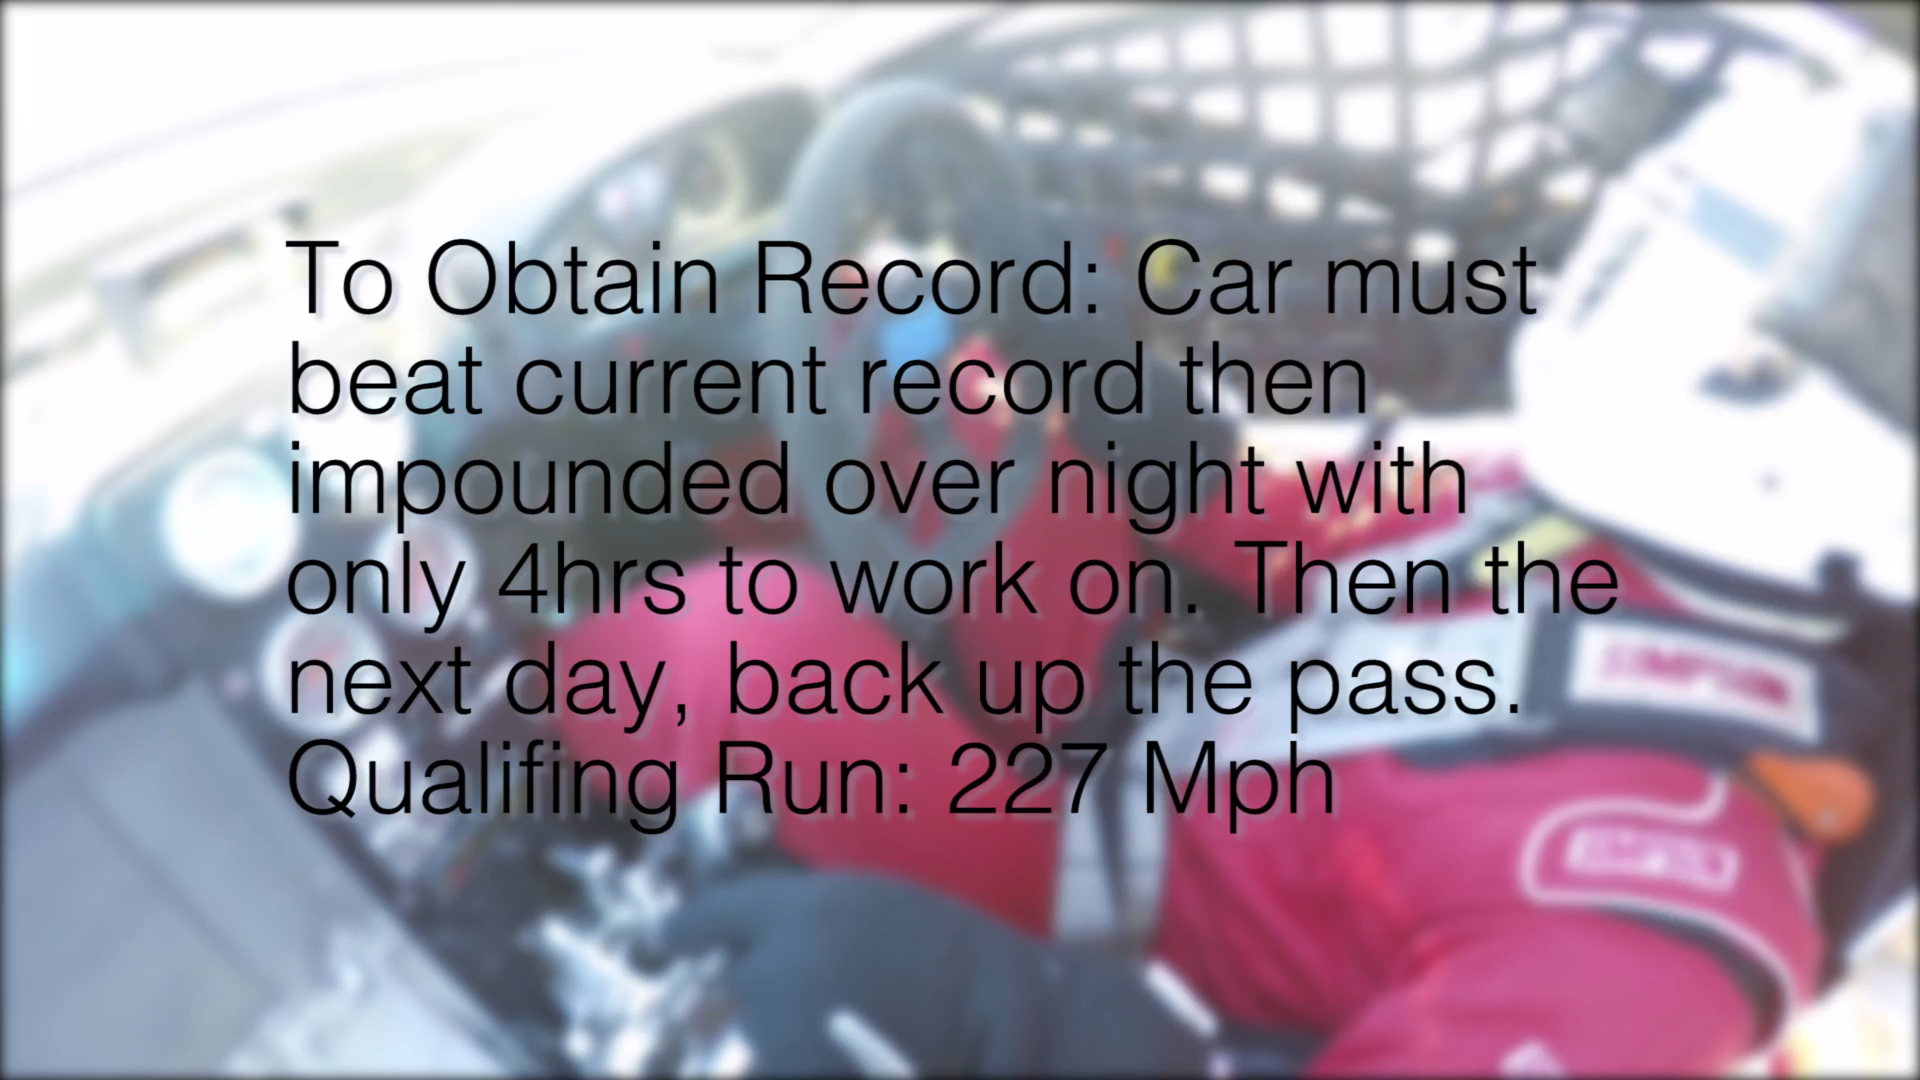 To Obtain Record: Car must
beat current record then
impounded over night with
only 4hrs to work on. Then the
next day, back up the pass.
Qualifing Run: 227 Mph
SIMPSON